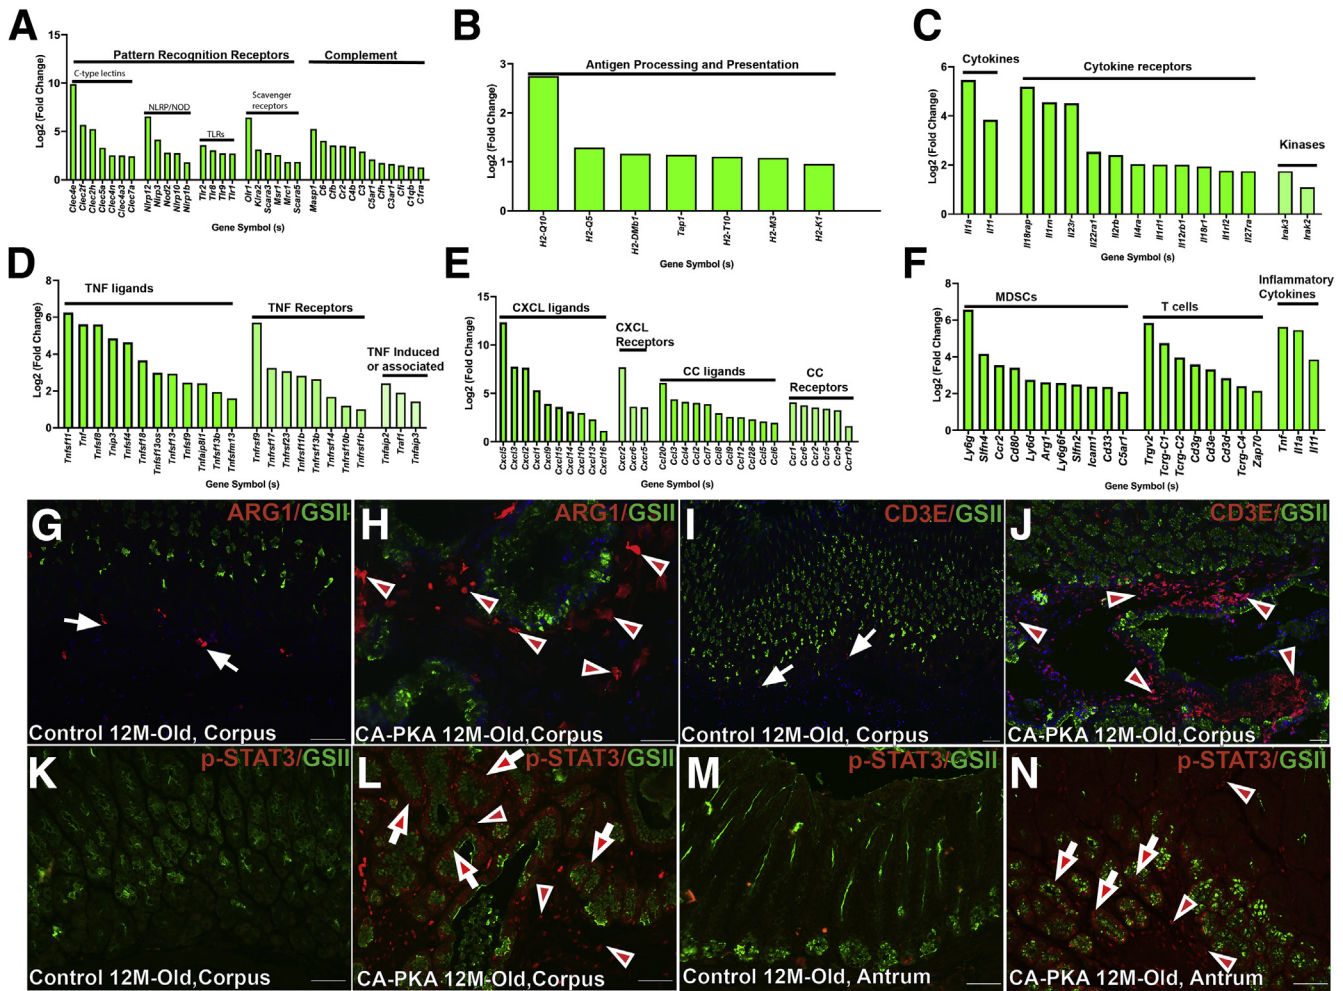 A
15
10
5
0
Log2 (Fold Change)
Pattern Recognition Receptors
Complement
C-type lectins
NLRP/NOD
TLRs
Scavenger
receptors
Clec4e Clec2f Clec2h Clec5a Clec4n Clec4a3 Clec7a Nlrp12 Nlrp3 Nod2 Nlrp10 Nlrp1b Tlr2 Tlr8 Tlr9 Tlr1 Olr1 Klra2 Scara3 Msr1 Mrc1 Scara5 Masp1 C6 Cfb Cr2 C4b C3 C5ar1 Cfh C3ar1 Cfi C1qb C1ra
Gene Symbol (s)
B
3
2
1
0
Log2 (Fold Change)
Antigen Processing and Presentation
H2-Q10 H2-Q5 H2-DMb1 Tap1 H2-T10 H2-M3 H2-K1
Gene Symbol (s)
C
6
4
2
0
Log2 (Fold Change)
Cytokines
Cytokine receptors
Kinases
Il1a Il11 Il18rap Il1rn Il23r Il22ra1 Il2rb Il4ra Il1rl1 Il12rb1 Il18r1 Il1rl2 Il27ra Irak3 Irak2
Gene Symbol (s)
D
8
6
4
2
0
Log2 (Fold Change)
TNF ligands
TNF Receptors
TNF Induced
or associated
Tnfsf11 Tnf Tnfsf8 Tnip3 Tnfsf4 Tnfsf18 Tnfsf13os Tnfsf13 Tnfsf9 Tnfaip8l1 Tnfsf13b Tnfsfm13 Tnfrsf9 Tnfrsf17 Tnfrsf23 Tnfrsf11b Tnfrsf13b Tnfrsf14 Tnfrsf10b Tnfrsf1b Tnfaip2 Traf1 Tnfaip3
Gene Symbol (s)
E
15
10
5
0
Log2 (Fold Change)
CXCL ligands
CXCL
Receptors
CC ligands
CC
Receptors
Cxcl5 Cxcl3 Cxcl2 Cxcl1 Cxcl9 Cxcl15 Cxcl14 Cxcl10 Cxcl13 Cxcl16 Cxcr2 Cxcr6 Cxcr5 Ccl20 Ccl3 Ccl4 Ccl2 Ccl7 Ccl8 Ccl9 Ccl12 Ccl28 Ccl5 Ccl6 Ccr1 Ccr6 Ccr2 Ccr5 Ccr9 Ccr10
Gene Symbol (s)
F
8
6
4
2
0
Log2 (Fold Change)
MDSCs
T cells
Inflammatory
Cytokines
Ly6g Slfn4 Ccr2 Cd80 Ly6d Arg1 Ly6g6f Slfn2 Icam1 Cd33 C5ar1 Trgv2 Tcrg-C1 Tcrg-C2 Cd3g Cd3e Cd3d Tcrg-C4 Zap70 Tnf Il1a Il11
Gene Symbol (s)
G
ARG1/GSII
Control 12M-Old, Corpus
H
ARG1/GSII
CA-PKA 12M-Old,Corpus
I
CD3E/GSII
Control 12M-Old, Corpus
J
CD3E/GSII
CA-PKA 12M-Old,Corpus
K
p-STAT3/GSII
Control 12M-Old,Corpus
L
p-STAT3/GSII
CA-PKA 12M-Old,Corpus
M
p-STAT3/GSII
Control 12M-Old, Antrum
N
p-STAT3/GSII
CA-PKA 12M-Old, Antrum